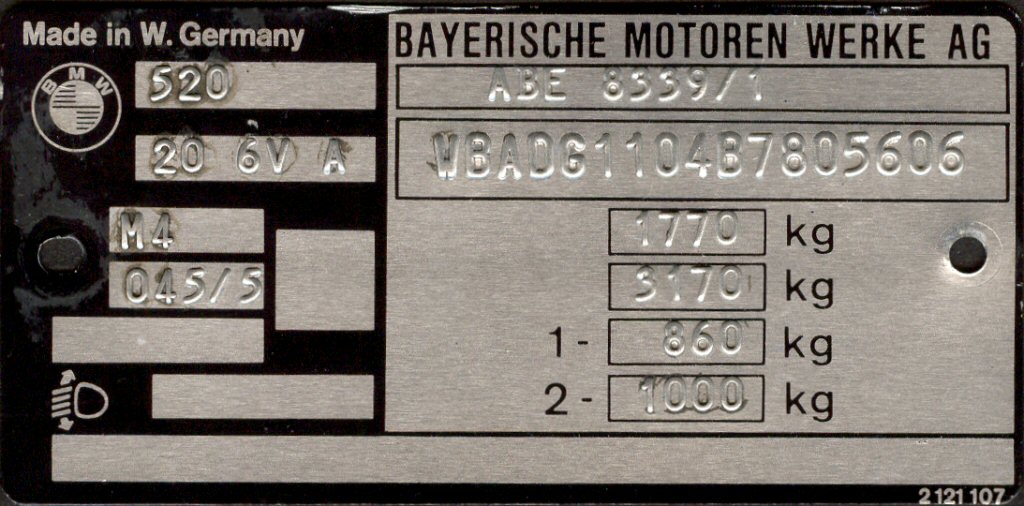 Made in W. Germany
BMW
520
20 6V A
M4
045/5
BAYERISCHE MOTOREN WERKE AG
ABE 8339/1
WBADG1104B7805606
1770 kg
3170 kg
1- 860 kg
2- 1000 kg
2 121 107